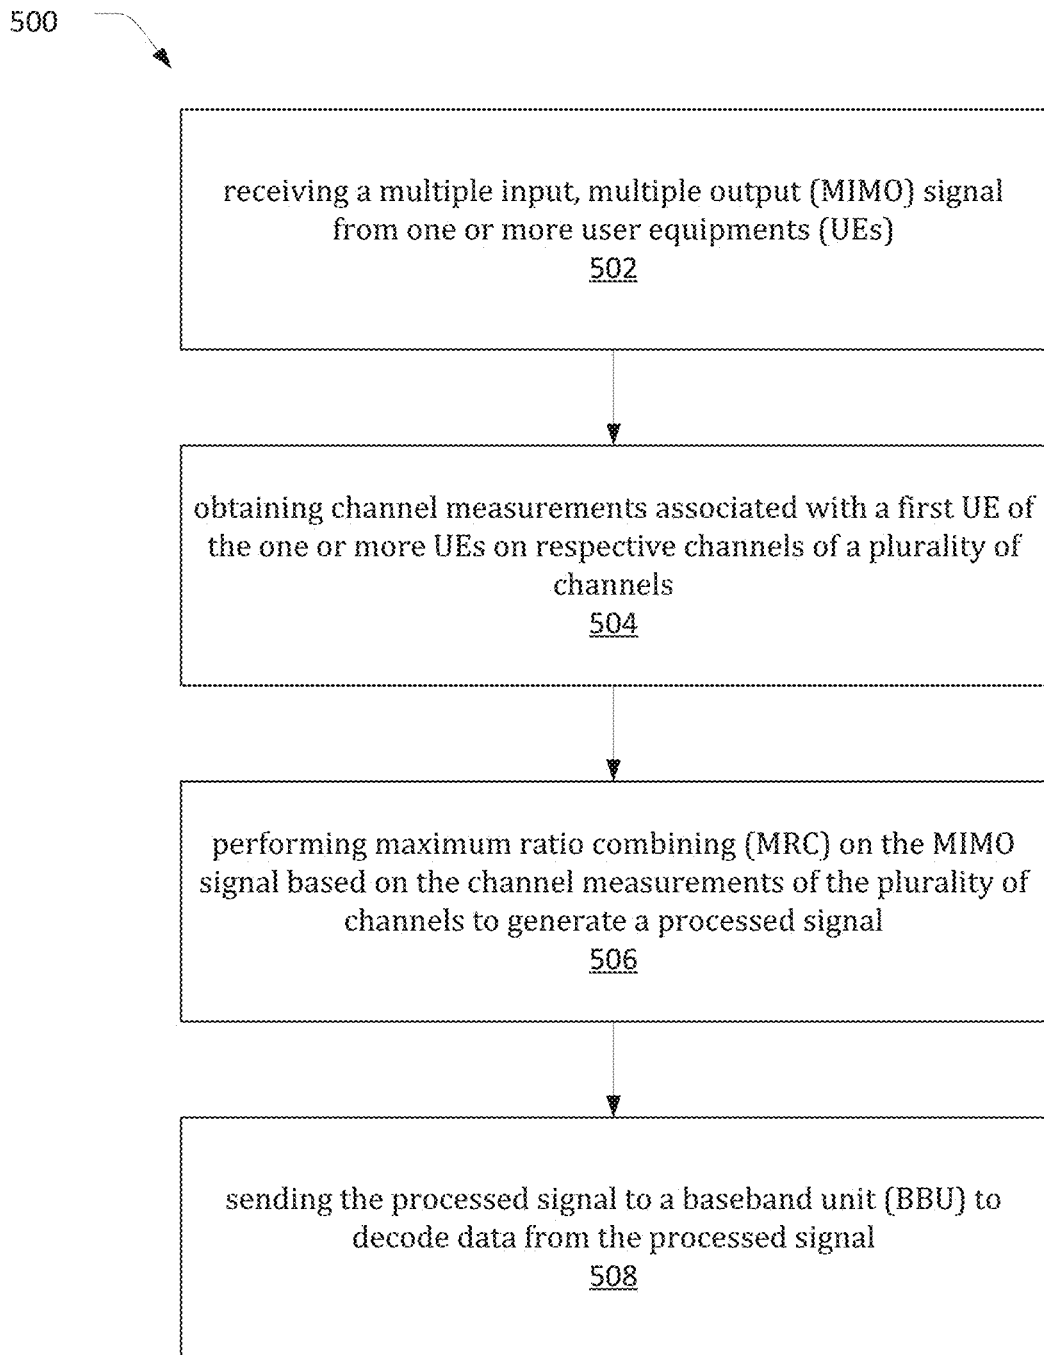 500
receiving a multiple input, multiple output (MIMO) signal
from one or more user equipments (UEs)
502
obtaining channel measurements associated with a first UE of
the one or more UEs on respective channels of a plurality of
channels
504
performing maximum ratio combining (MRC) on the MIMO
signal based on the channel measurements of the plurality of
channels to generate a processed signal
506
sending the processed signal to a baseband unit (BBU) to
decode data from the processed signal
508